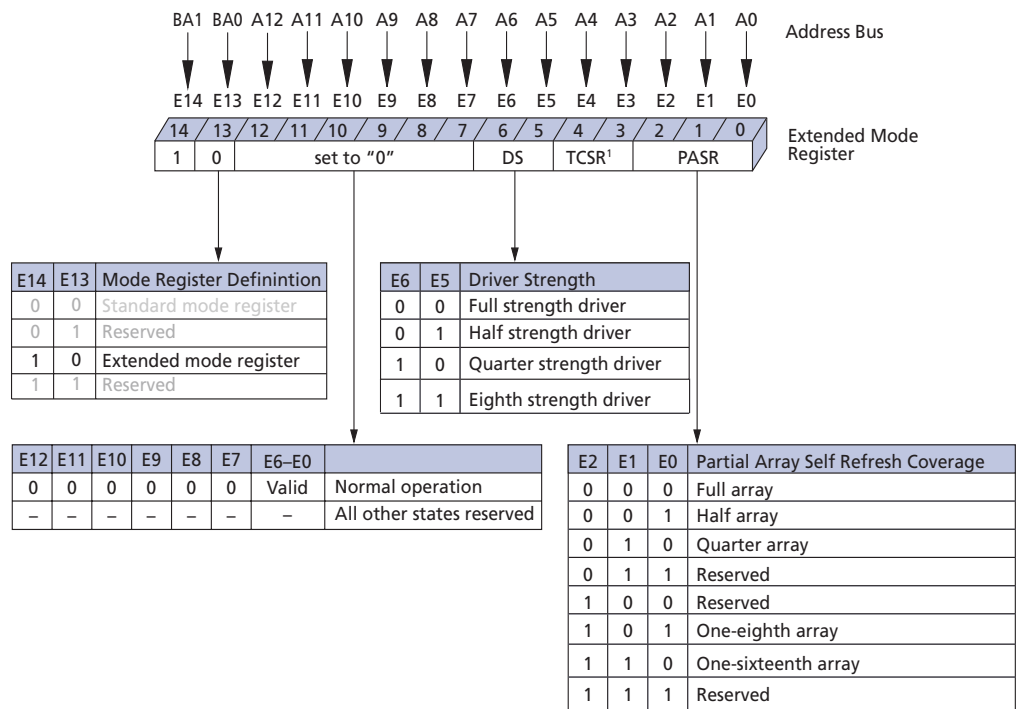 BA1 BA0 A12 A11 A10 A9 A8 A7 A6 A5 A4 A3 A2 A1 A0
Address Bus
E14 E13 E12 E11 E10 E9 E8 E7 E6 E5 E4 E3 E2 E1 E0
14 13 12 11 10 9 8 7 6 5 4 3 2 1 0
Extended Mode
Register
1 0 set to "0" DS TCSR¹ PASR
E14 E13 Mode Register Definintion
0 0 Standard mode register
0 1 Reserved
1 0 Extended mode register
1 1 Reserved
E6 E5 Driver Strength
0 0 Full strength driver
0 1 Half strength driver
1 0 Quarter strength driver
1 1 Eighth strength driver
E12 E11 E10 E9 E8 E7 E6–E0
0 0 0 0 0 0 Valid Normal operation
– – – – – – – All other states reserved
E2 E1 E0 Partial Array Self Refresh Coverage
0 0 0 Full array
0 0 1 Half array
0 1 0 Quarter array
0 1 1 Reserved
1 0 0 Reserved
1 0 1 One-eighth array
1 1 0 One-sixteenth array
1 1 1 Reserved